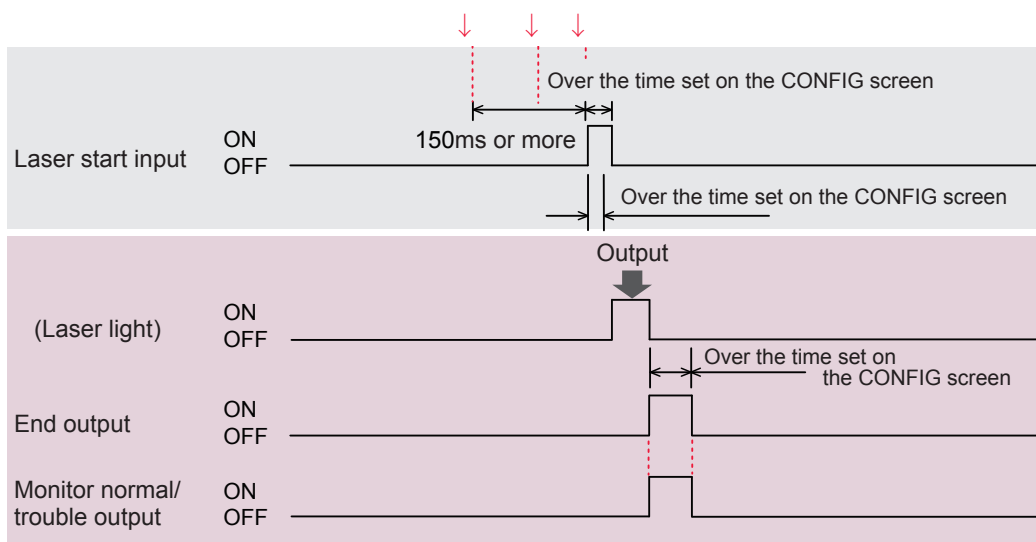 Over the time set on the CONFIG screen
150ms or more
Laser start input
ON
OFF
Over the time set on the CONFIG screen
Output
(Laser light)
ON
OFF
Over the time set on
the CONFIG screen
End output
ON
OFF
Monitor normal/
trouble output
ON
OFF